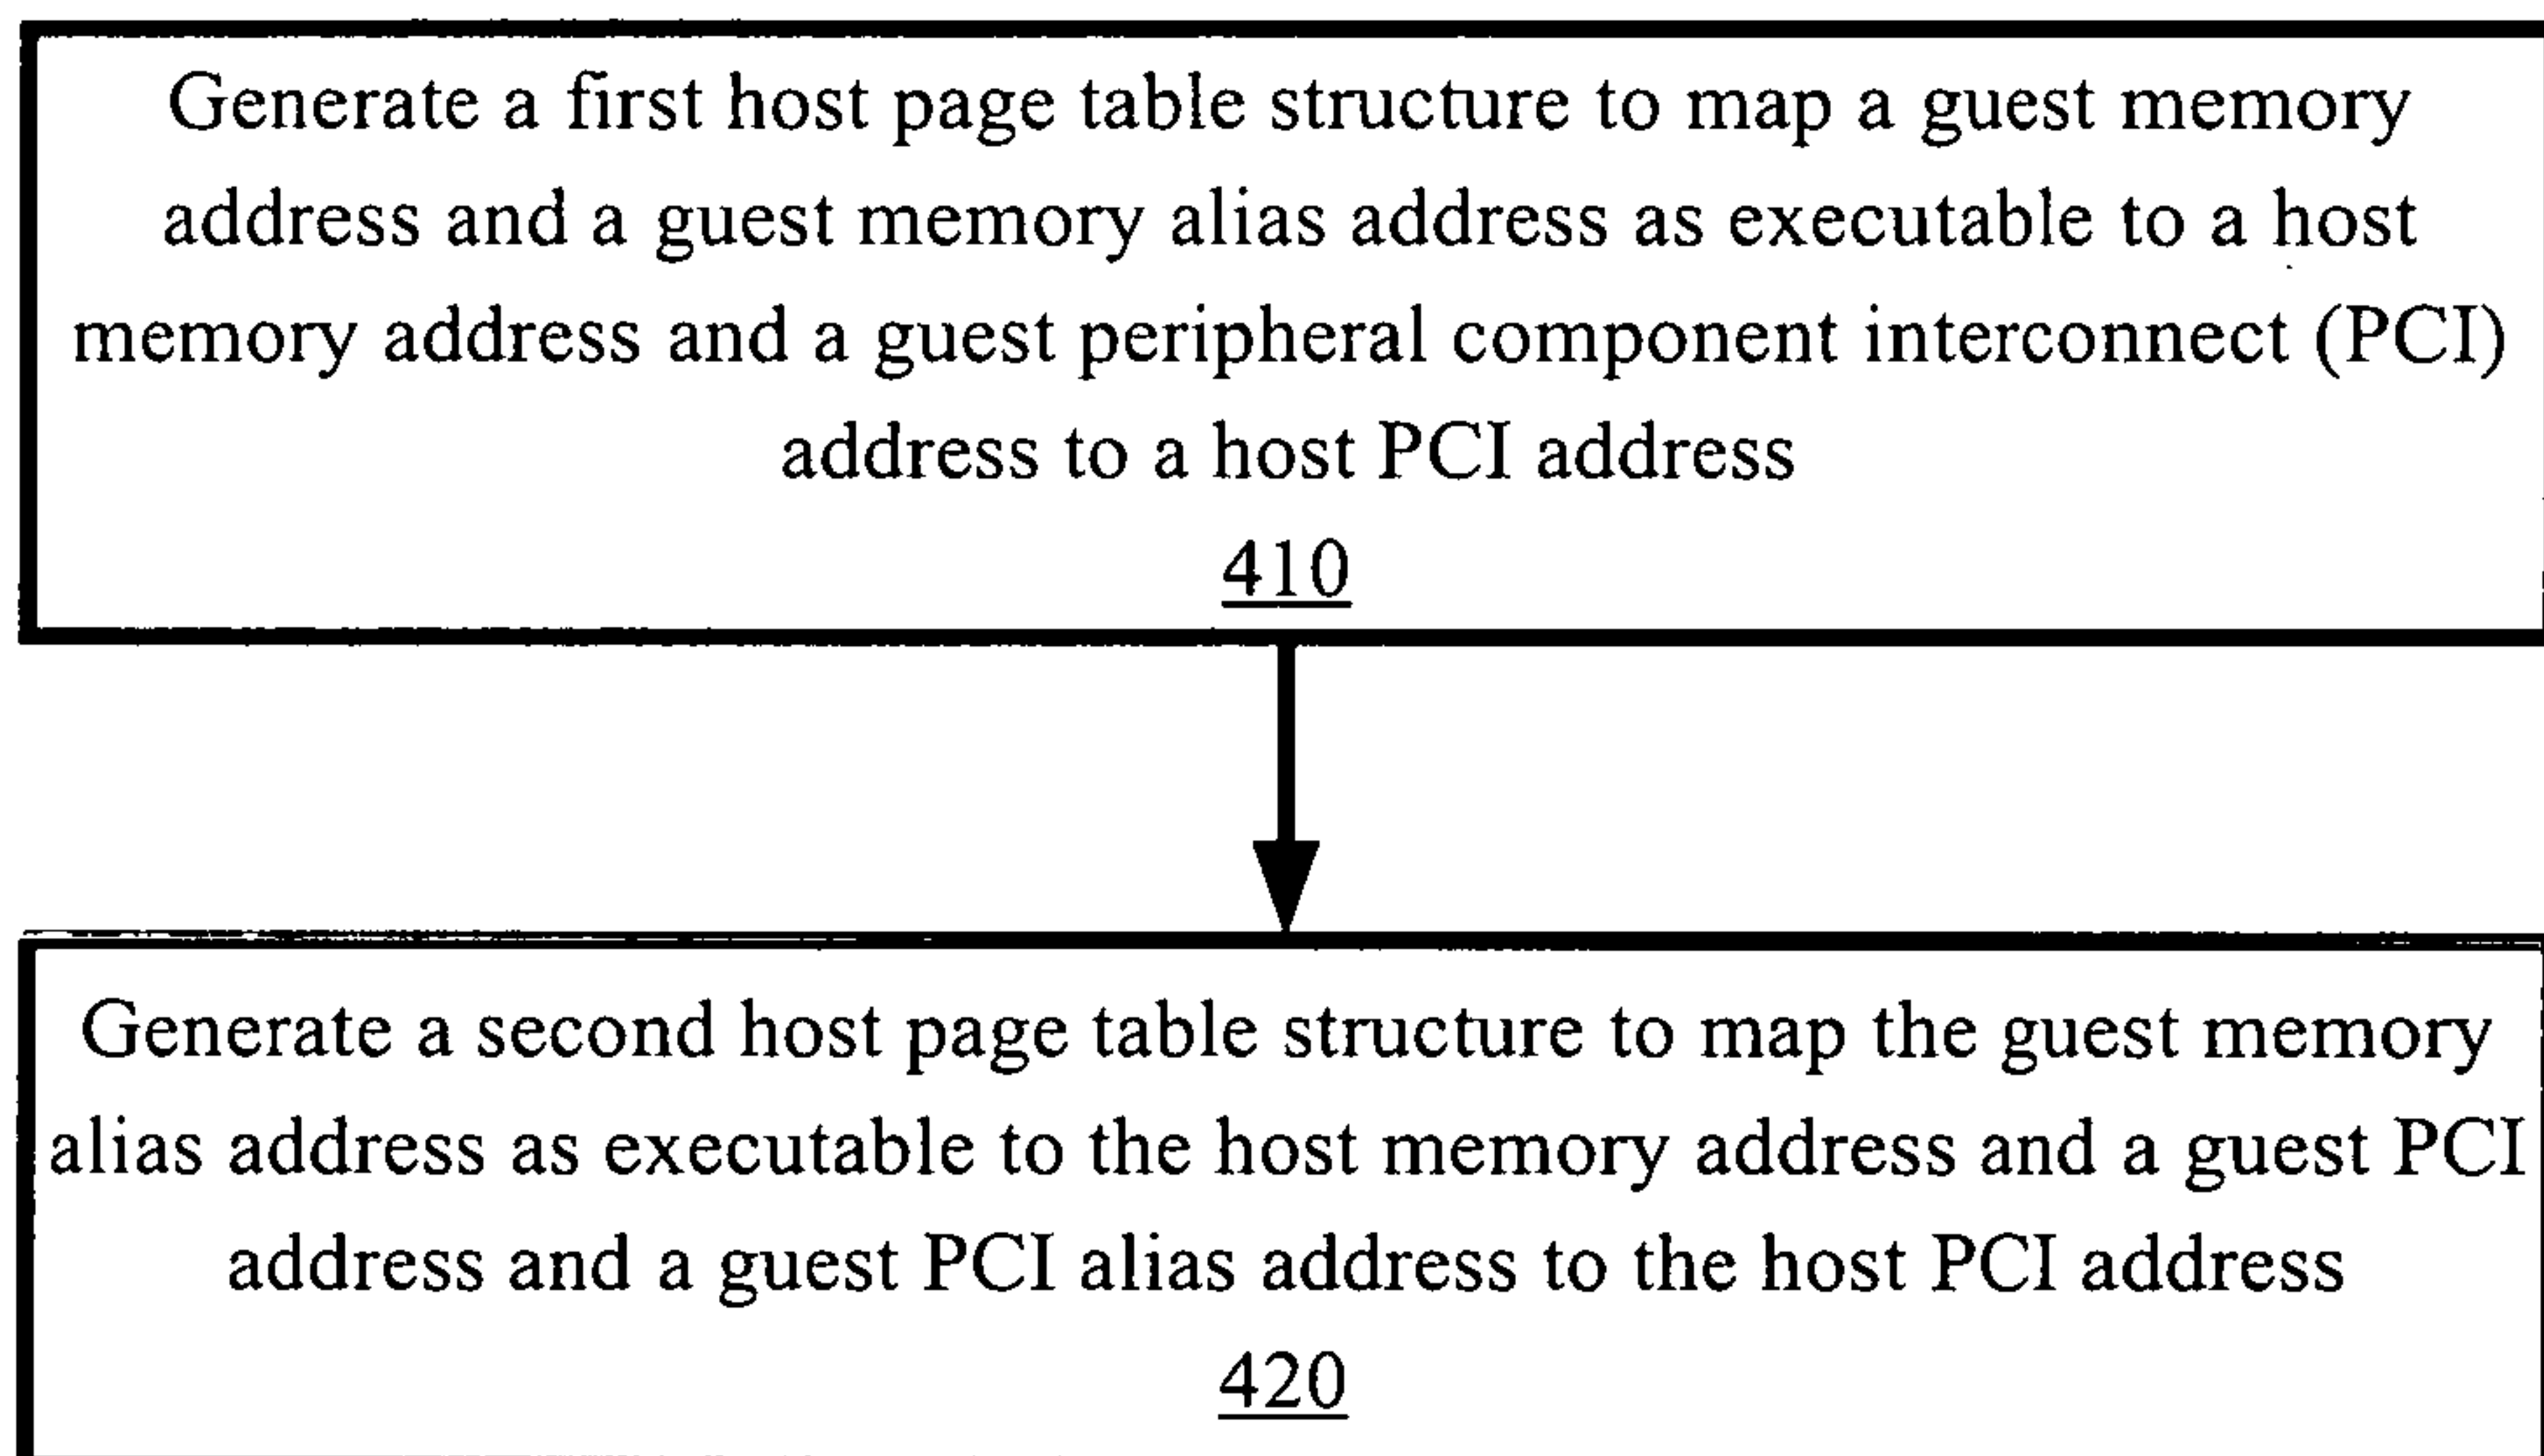 Generate a first host page table structure to map a guest memory
address and a guest memory alias address as executable to a host
memory address and a guest peripheral component interconnect (PCI)
address to a host PCI address
410
Generate a second host page table structure to map the guest memory
alias address as executable to the host memory address and a guest PCI
address and a guest PCI alias address to the host PCI address
420